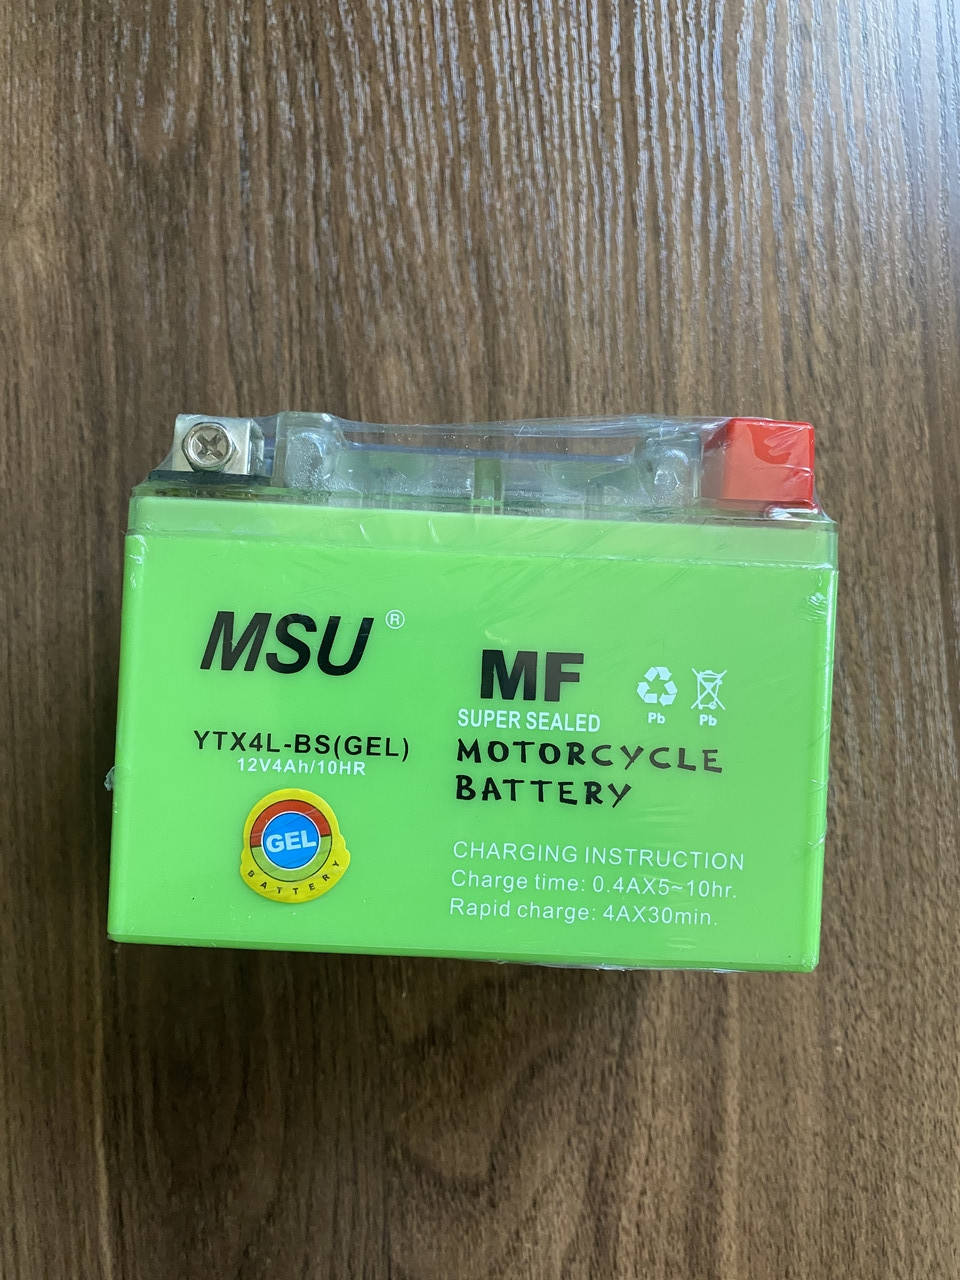 MSU ®
YTX4L-BS(GEL)
12V4Ah/10HR
GEL
BATTERY
MF
SUPER SEALED
MOTORCYCLE
BATTERY
Pb
Pb
CHARGING INSTRUCTION
Charge time: 0.4AX5~10hr.
Rapid charge: 4AX30min.